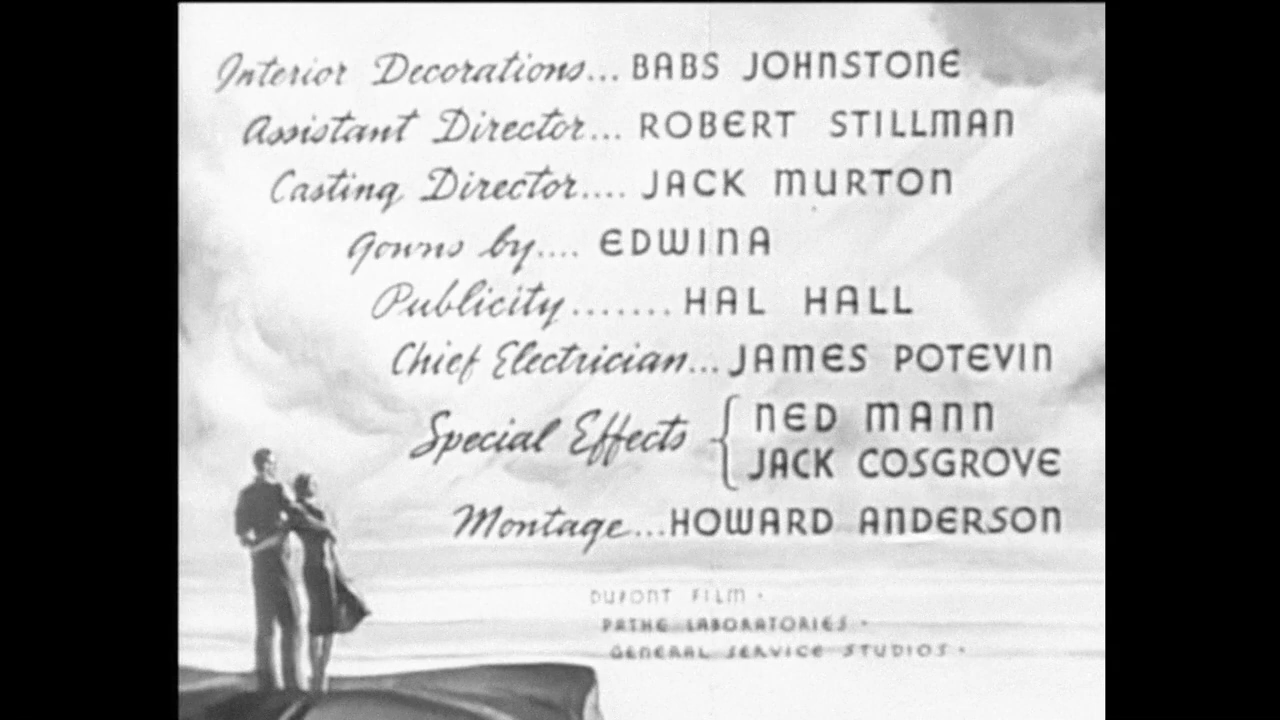 Interior Decorations... BABS JOHNSTONE
Assistant Director... ROBERT STILLMAN
Casting Director.... JACK MURTON
Gowns by.... EDWINA
Publicity....... HAL HALL
Chief Electrician... JAMES POTEVIN
Special Effects { NED MANN
JACK COSGROVE
Montage... HOWARD ANDERSON
DUPONT FILM •
PATHE LABORATORIES •
GENERAL SERVICE STUDIOS •